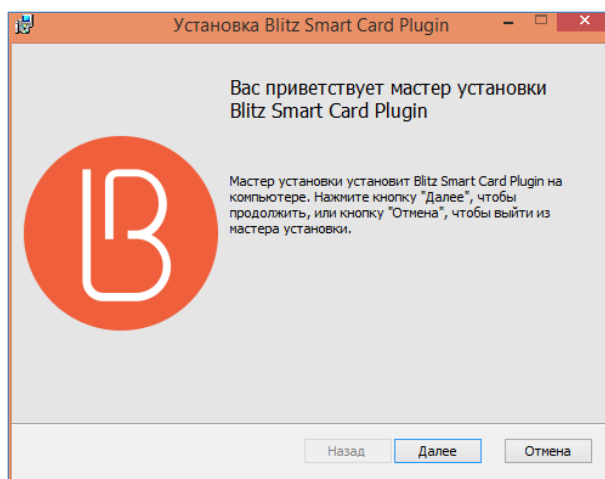 Установка Blitz Smart Card Plugin
Вас приветствует мастер установки
Blitz Smart Card Plugin
Мастер установки установит Blitz Smart Card Plugin на
компьютере. Нажмите кнопку "Далее", чтобы
продолжить, или кнопку "Отмена", чтобы выйти из
мастера установки.
Назад Далее Отмена